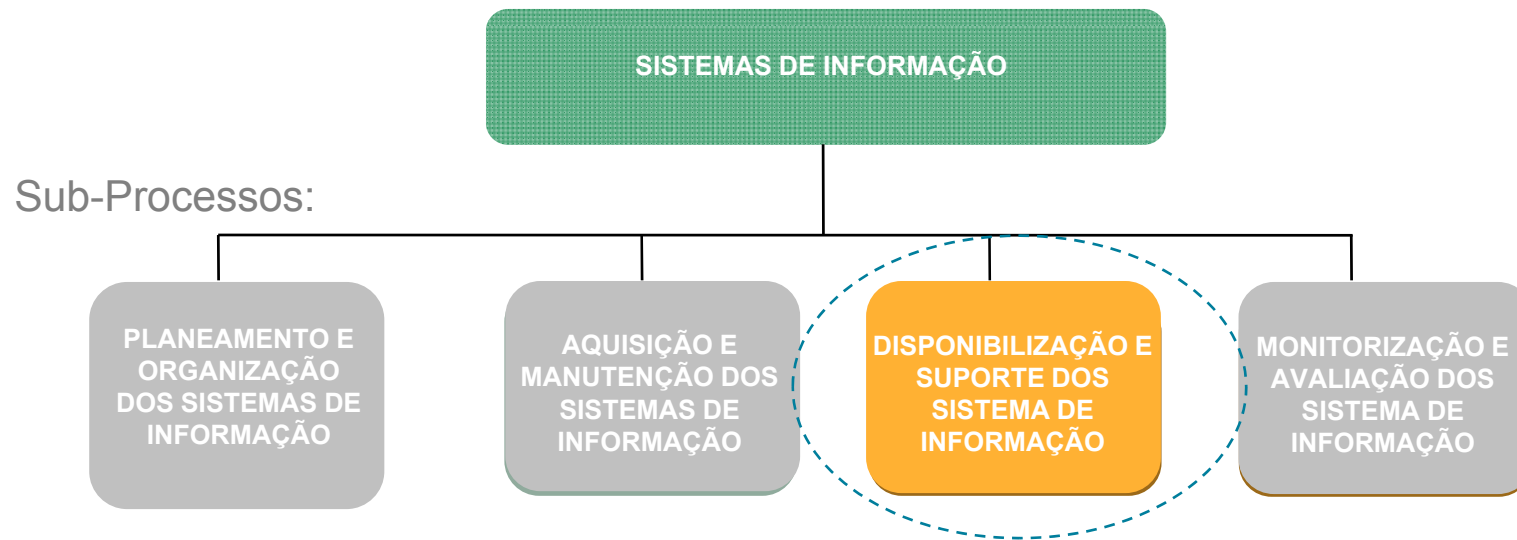 SISTEMAS DE INFORMAÇÃO
Sub-Processos:
PLANEAMENTO E
ORGANIZAÇÃO
DOS SISTEMAS DE
INFORMAÇÃO
AQUISIÇÃO E
MANUTENÇÃO DOS
SISTEMAS DE
INFORMAÇÃO
DISPONIBILIZAÇÃO E
SUPORTE DOS
SISTEMA DE
INFORMAÇÃO
MONITORIZAÇÃO E
AVALIAÇÃO DOS
SISTEMA DE
INFORMAÇÃO